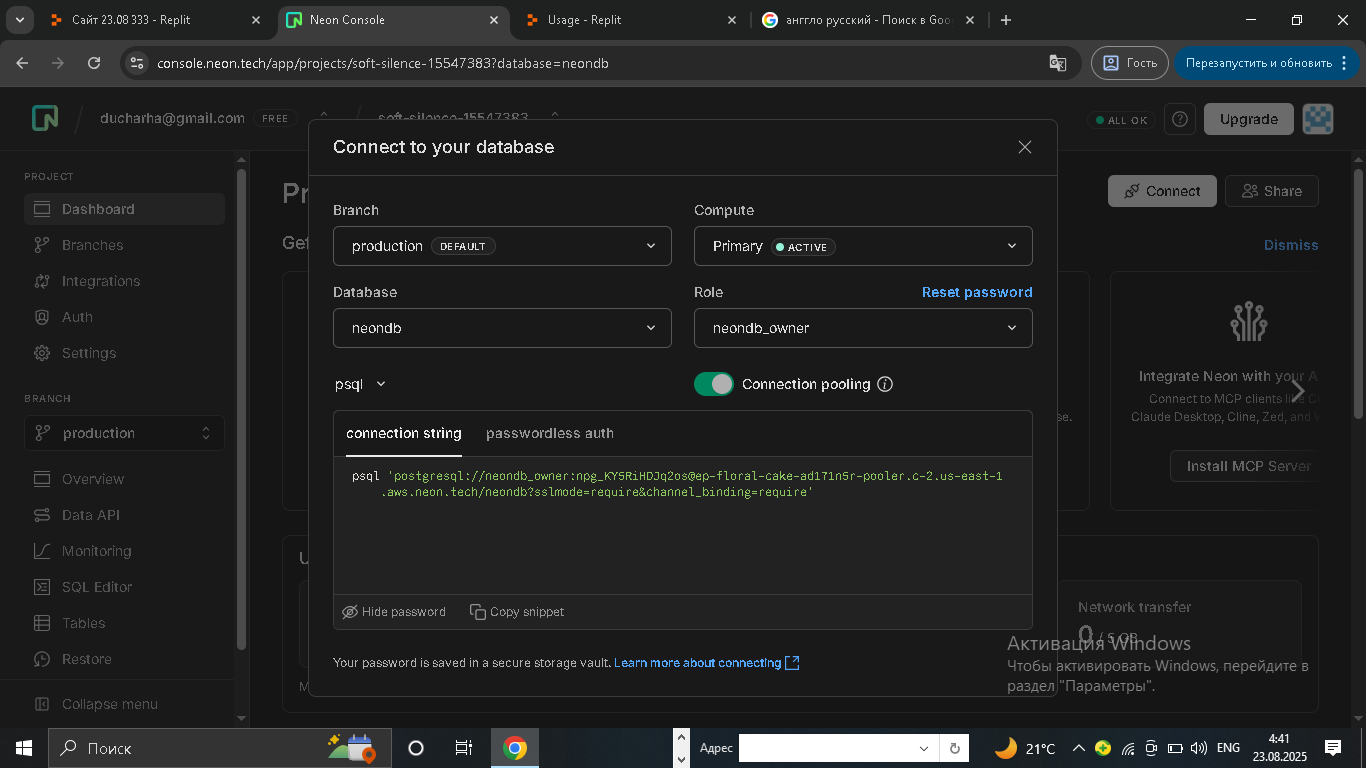 Сайт 23.08 333 - Replit
Neon Console
Usage - Replit
англло русский - Поиск в Goo
console.neon.tech/app/projects/soft-silence-15547383?database=neondb
Гость
Перезапустить и обновить
ducharha@gmail.com
FREE
soft-silence-15547383
ALL OK
Upgrade
Connect to your database
PROJECT
Dashboard
Branches
Integrations
Auth
Settings
BRANCH
production
Overview
Data API
Monitoring
SQL Editor
Tables
Restore
Collapse menu
Connect
Share
Dismiss
Branch
Compute
production DEFAULT
Primary ACTIVE
Database
Role
Reset password
neondb
neondb_owner
psql
Connection pooling
connection string
passwordless auth
psql 'postgresql://neondb_owner:npg_KY5RiHDJq2os@ep-floral-cake-ad171n5r-pooler.c-2.us-east-1
.aws.neon.tech/neondb?sslmode=require&channel_binding=require'
Hide password
Copy snippet
Your password is saved in a secure storage vault. Learn more about connecting
Integrate Neon with your A
Connect to MCP clients like
Claude Desktop, Cline, Zed, and
Install MCP Server
Network transfer
0 / 5 GB
Активация Windows
Чтобы активировать Windows, перейдите в
раздел "Параметры".
Поиск
Адрес
21°C
ENG
4:41
23.08.2025